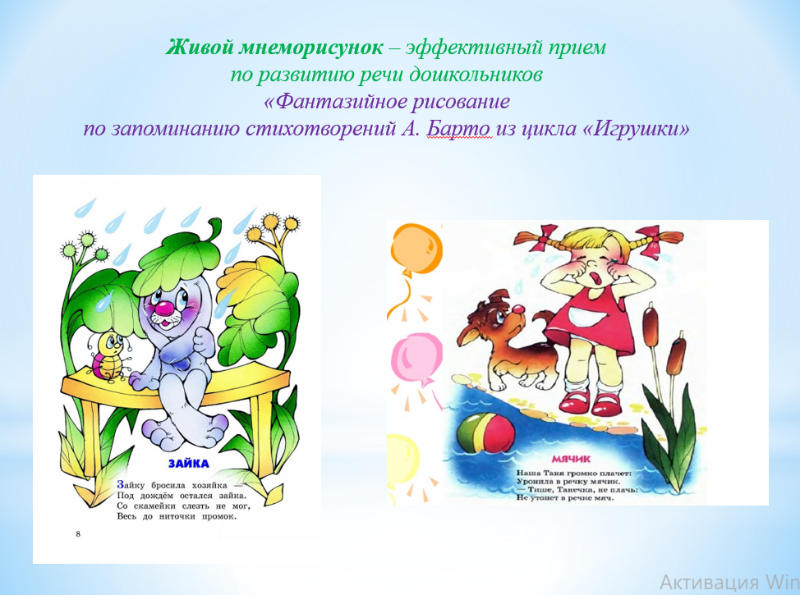 Живой мнеморисунок – эффективный прием
по развитию речи дошкольников
«Фантазийное рисование
по запоминанию стихотворений А. Барто из цикла «Игрушки»
ЗАЙКА
Зайку бросила хозяйка —
Под дождём остался зайка.
Со скамейки слезть не мог,
Весь до ниточки промок.
8
МЯЧИК
Наша Таня громко плачет:
Уронила в речку мячик.
— Тише, Танечка, не плачь:
Не утонет в речке мяч.
Активация Win